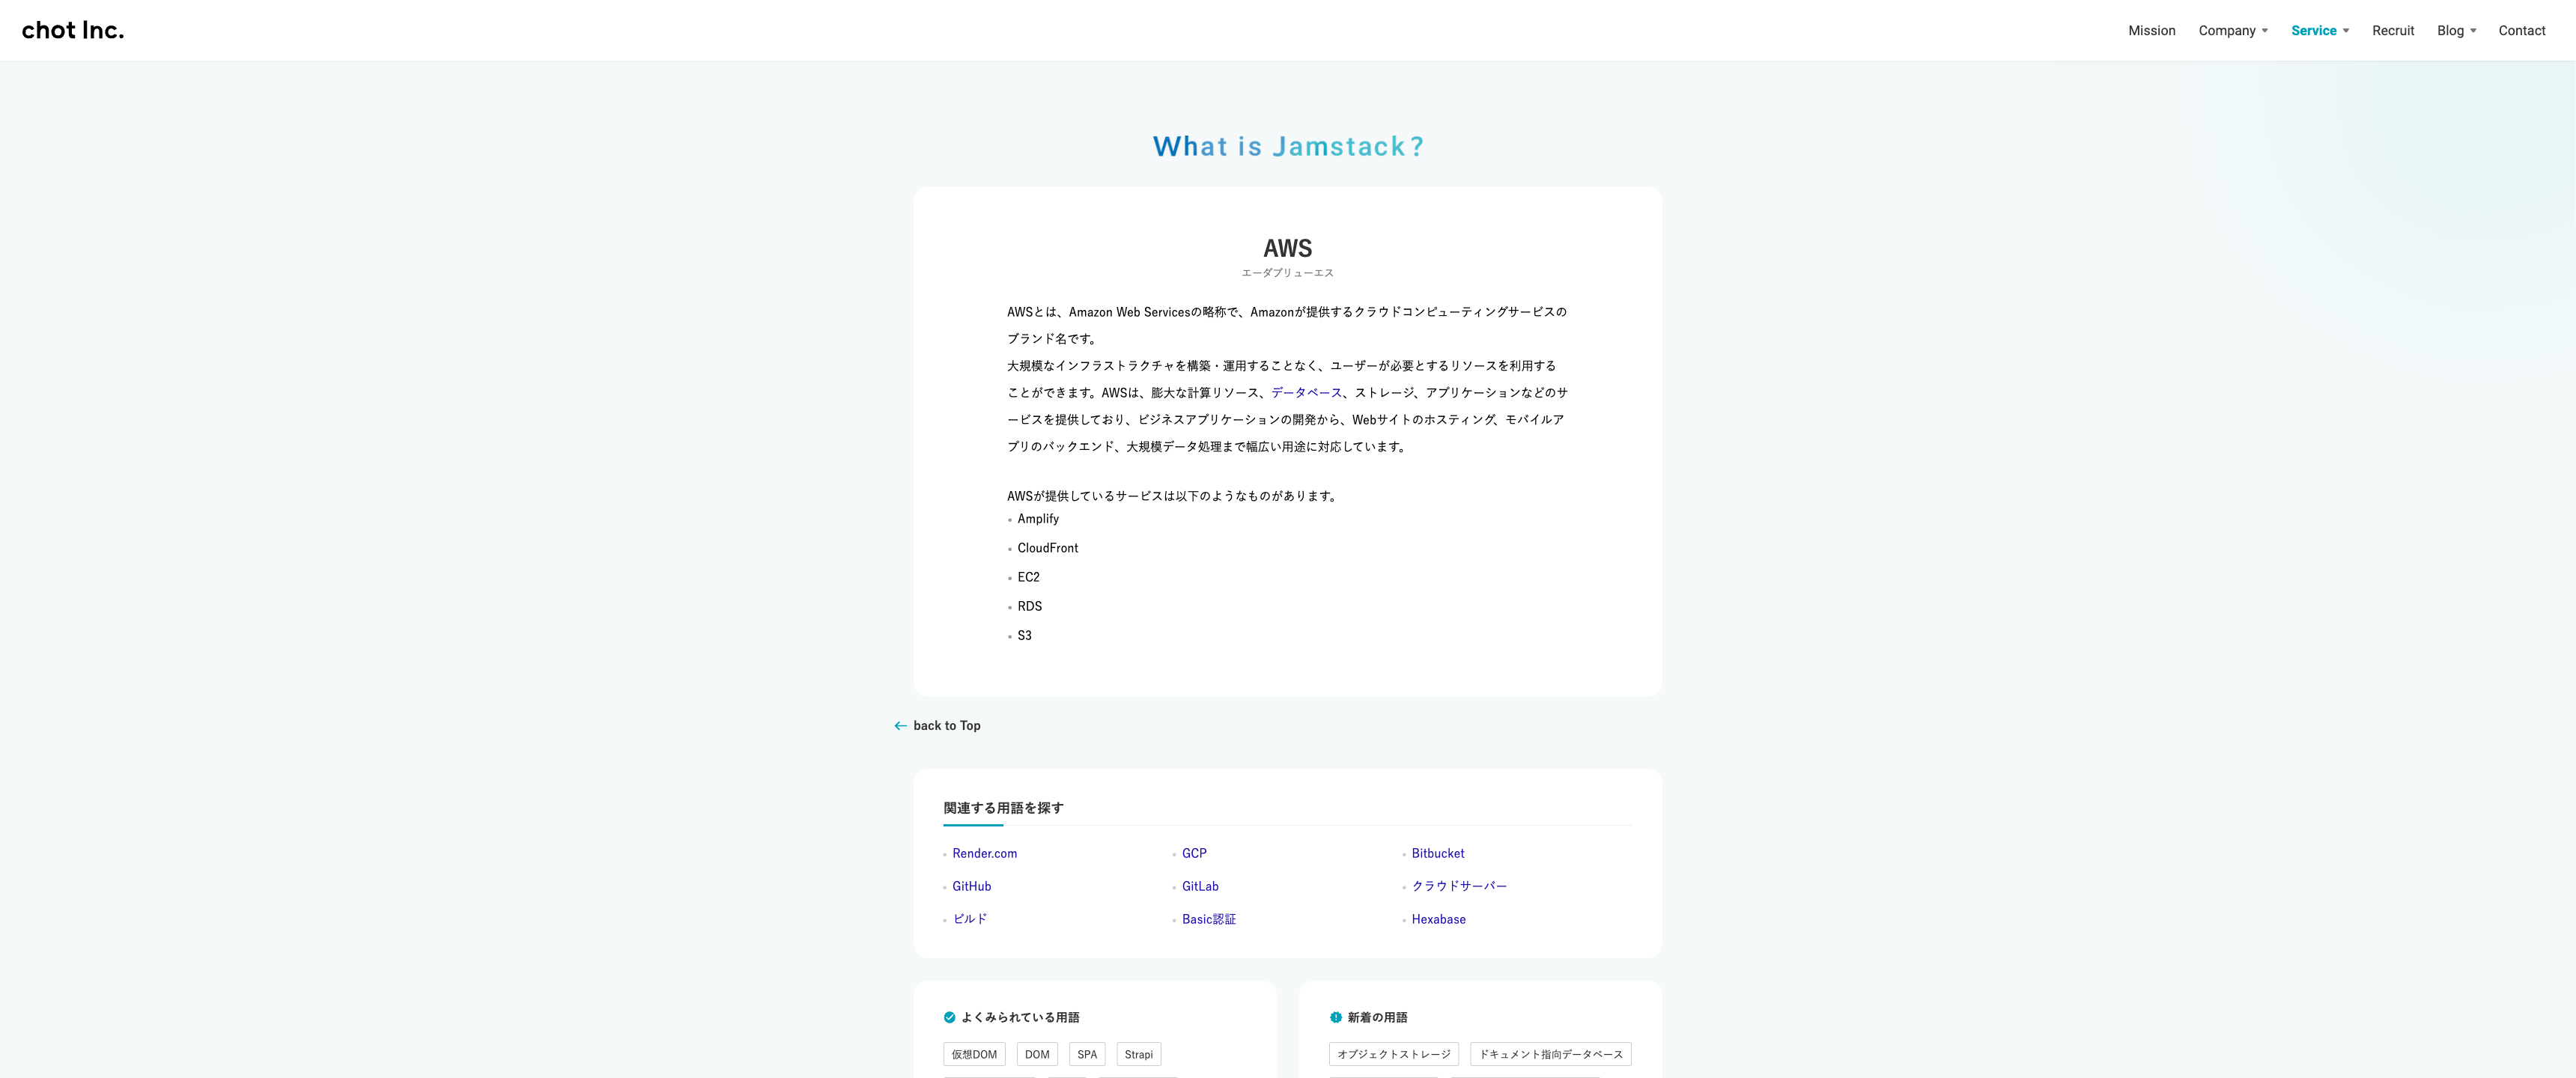 chot Inc.
Mission Company Service Recruit Blog Contact
What is Jamstack?
AWS
エーダブリューエス
AWSとは、Amazon Web Servicesの略称で、Amazonが提供するクラウドコンピューティングサービスの
ブランド名です。
大規模なインフラストラクチャを構築・運用することなく、ユーザーが必要とするリソースを利用する
ことができます。AWSは、膨大な計算リソース、データベース、ストレージ、アプリケーションなどのサ
ービスを提供しており、ビジネスアプリケーションの開発から、Webサイトのホスティング、モバイルア
プリのバックエンド、大規模データ処理まで幅広い用途に対応しています。
AWSが提供しているサービスは以下のようなものがあります。
Amplify
CloudFront
EC2
RDS
S3
back to Top
関連する用語を探す
Render.com GCP Bitbucket
GitHub GitLab クラウドサーバー
ビルド Basic認証 Hexabase
よくみられている用語
仮想DOM DOM SPA Strapi
新着の用語
オブジェクトストレージ ドキュメント指向データベース